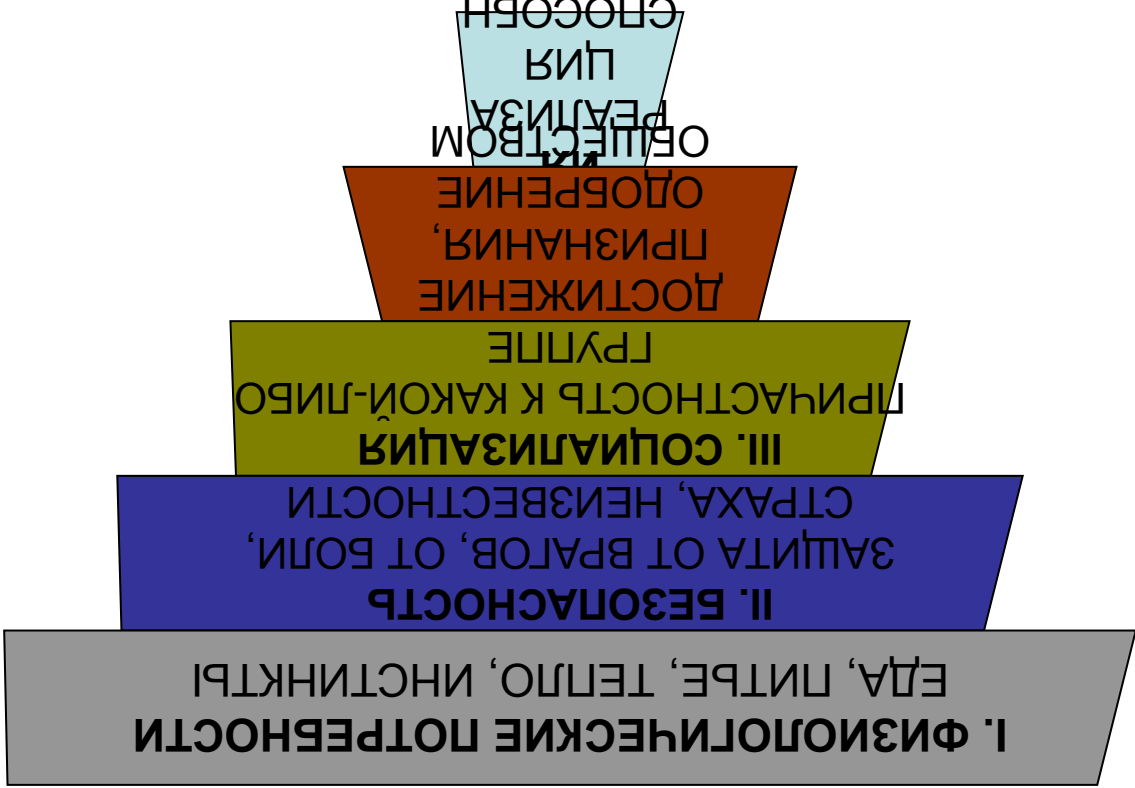 I. ФИЗИОЛОГИЧЕСКИЕ ПОТРЕБНОСТИ
ЕДА, ПИТЬЕ, ТЕПЛО, ИНСТИНКТЫ
II. БЕЗОПАСНОСТЬ
ЗАЩИТА ОТ ВРАГОВ, ОТ БОЛИ,
СТРАХА, НЕИЗВЕСТНОСТИ
III. СОЦИАЛИЗАЦИЯ
ПРИЧАСТНОСТЬ К КАКОЙ-ЛИБО
ГРУППЕ
ДОСТИЖЕНИЕ
ПРИЗНАНИЯ,
ОДОБРЕНИЕ
ОБЩЕСТВОМ
ИЯ
РЕАЛИЗА
ЦИЯ
СПОСОБН